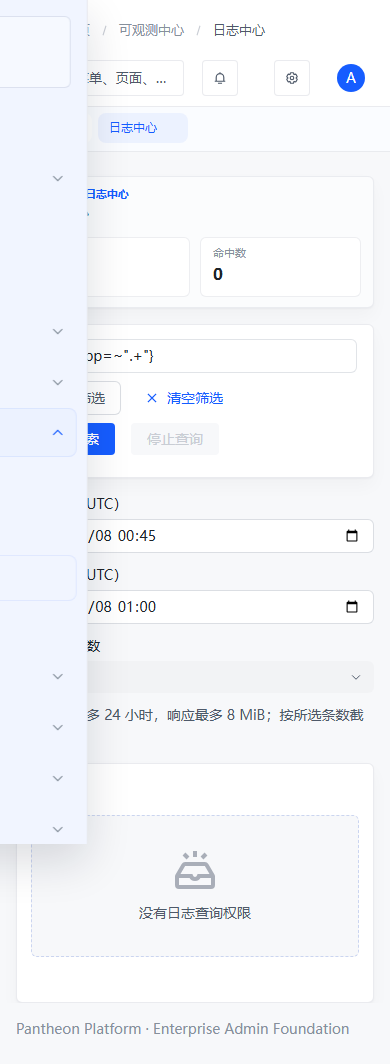 / 可观测中心 / 日志中心
单、页面、... A
日志中心
日志中心
命中数
0
pp=~".+"}
筛选 × 清空筛选
索 停止查询
UTC)
/08 00:45
UTC)
/08 01:00
数
多 24 小时，响应最多 8 MiB；按所选条数截
没有日志查询权限
Pantheon Platform · Enterprise Admin Foundation